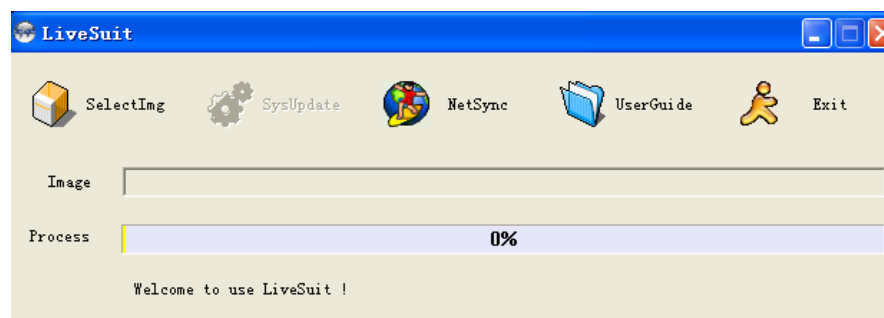 LiveSuit
SelectImg SysUpdate NetSync UserGuide Exit
Image
Process 0%
Welcome to use LiveSuit !